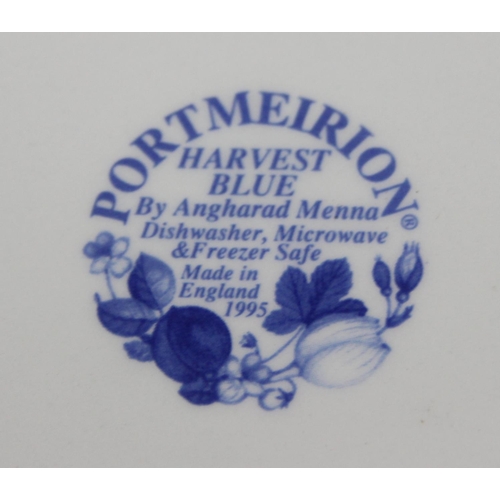 PORTMEIRION®
HARVEST
BLUE
By Angharad Menna
Dishwasher, Microwave
&Freezer Safe
Made in
England
1995